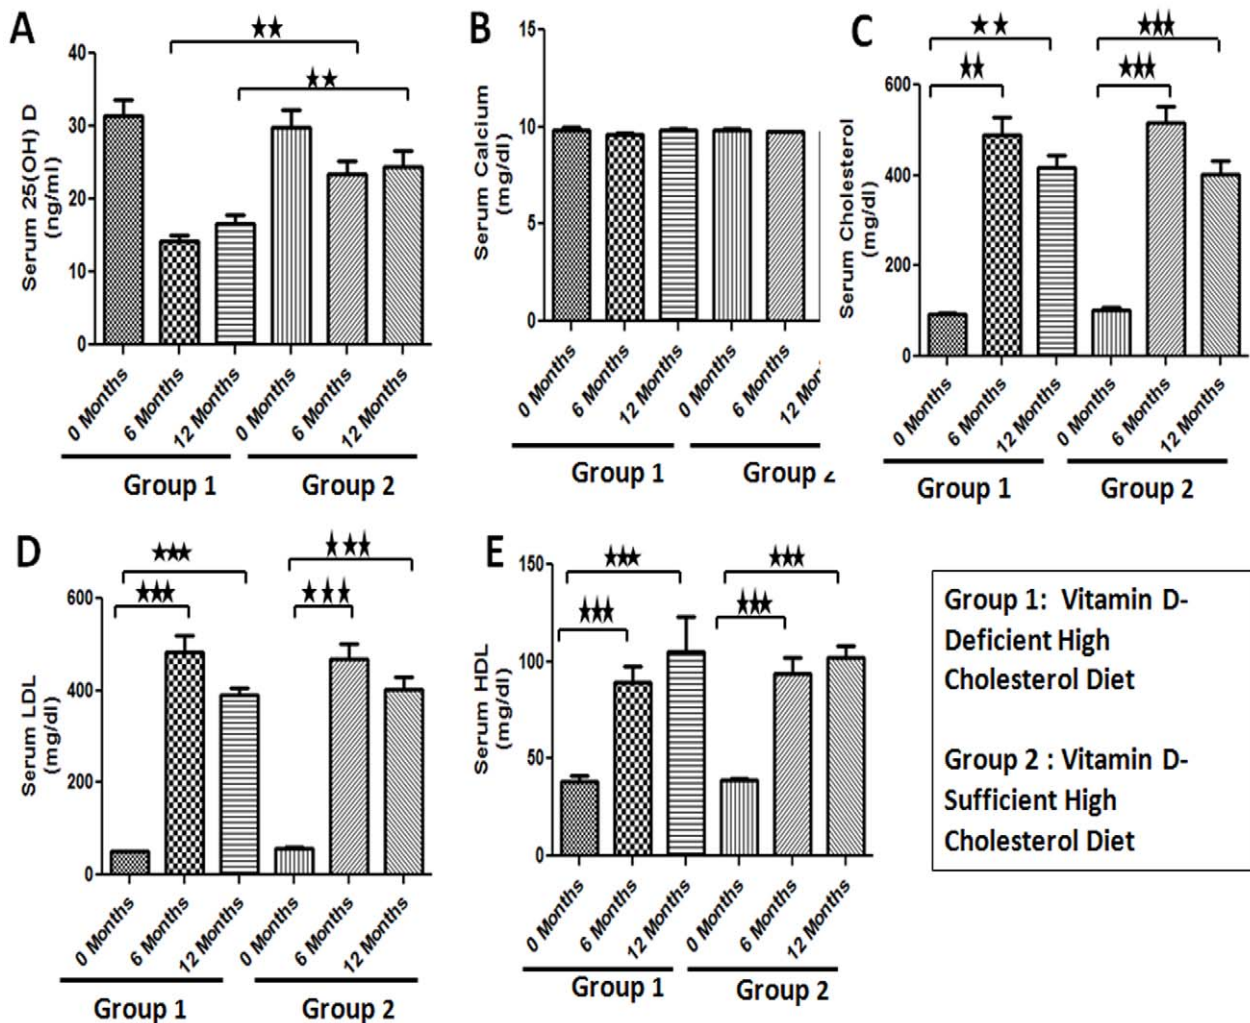 A
★★
★★
Serum 25(OH) D
(ng/ml)
40
30
20
10
0
0 Months
6 Months
12 Months
0 Months
6 Months
12 Months
Group 1
Group 2
B
Serum Calcium
(mg/dl)
15
10
5
0
0 Months
6 Months
12 Months
0 Months
6 Months
12 Mon
Group 1
Group
C
★ ★
★★★
★★
★★★
Serum Cholesterol
(mg/dl)
600
400
200
0
0 Months
6 Months
12 Months
0 Months
6 Months
12 Months
Group 1
Group 2
D
★★★
★ ★★
★★★
★ ★ ★
Serum LDL
(mg/dl)
600
400
200
0
0 Months
6 Months
12 Months
0 Months
6 Months
12 Months
Group 1
Group 2
E
★★★
★★★
★★★
★★★
Serum HDL
(mg/dl)
150
100
50
0
0 Months
6 Months
12 Months
0 Months
6 Months
12 Months
Group 1
Group 2
Group 1: Vitamin D-
Deficient High
Cholesterol Diet
Group 2 : Vitamin D-
Sufficient High
Cholesterol Diet